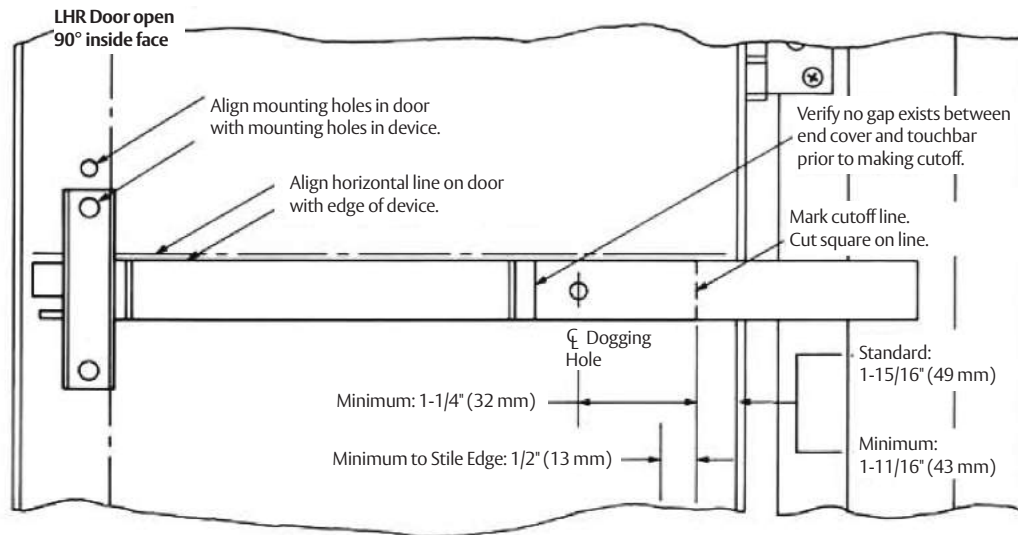 LHR Door open
90° inside face
Align mounting holes in door
with mounting holes in device.
Align horizontal line on door
with edge of device.
Verify no gap exists between
end cover and touchbar
prior to making cutoff.
Mark cutoff line.
Cut square on line.
℄ Dogging
Hole
Standard:
1-15/16" (49 mm)
Minimum: 1-1/4" (32 mm)
Minimum to Stile Edge: 1/2" (13 mm)
Minimum:
1-11/16" (43 mm)